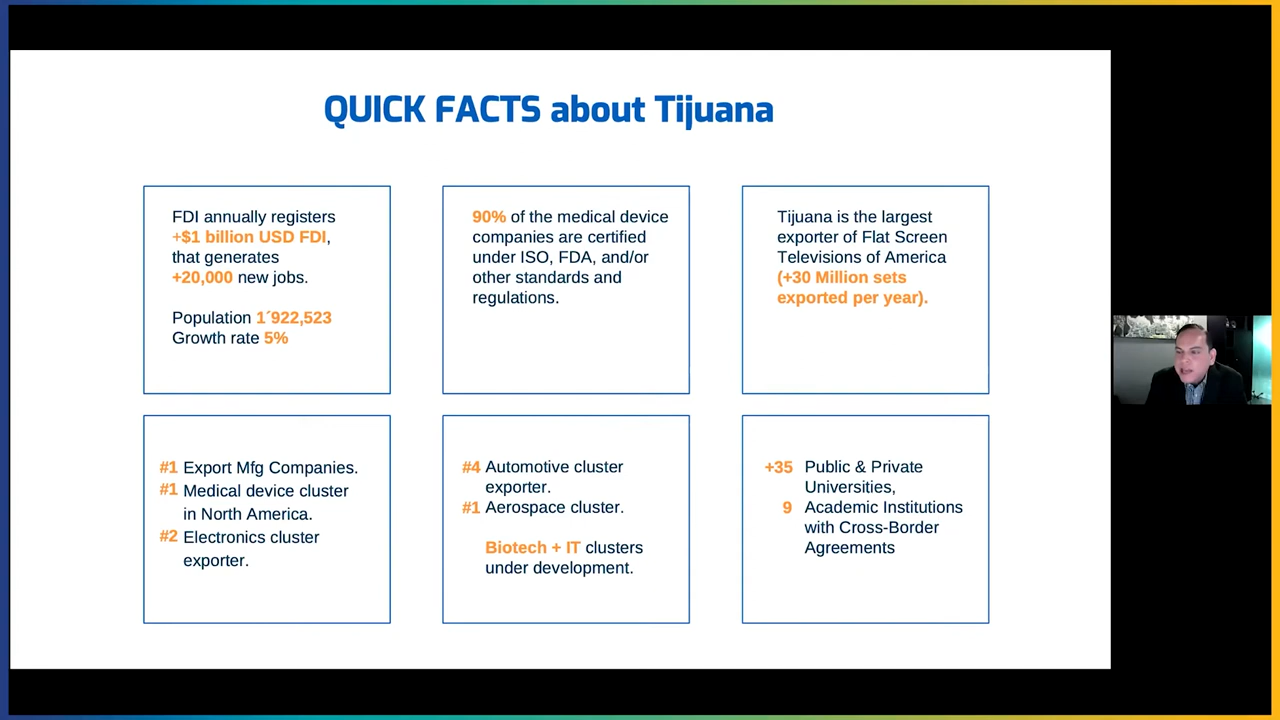 QUICK FACTS about Tijuana
FDI annually registers
+$1 billion USD FDI,
that generates
+20,000 new jobs.
Population 1´922,523
Growth rate 5%
90% of the medical device
companies are certified
under ISO, FDA, and/or
other standards and
regulations.
Tijuana is the largest
exporter of Flat Screen
Televisions of America
(+30 Million sets
exported per year).
#1 Export Mfg Companies.
#1 Medical device cluster
in North America.
#2 Electronics cluster
exporter.
#4 Automotive cluster
exporter.
#1 Aerospace cluster.
Biotech + IT clusters
under development.
+35 Public & Private
Universities,
9 Academic Institutions
with Cross-Border
Agreements